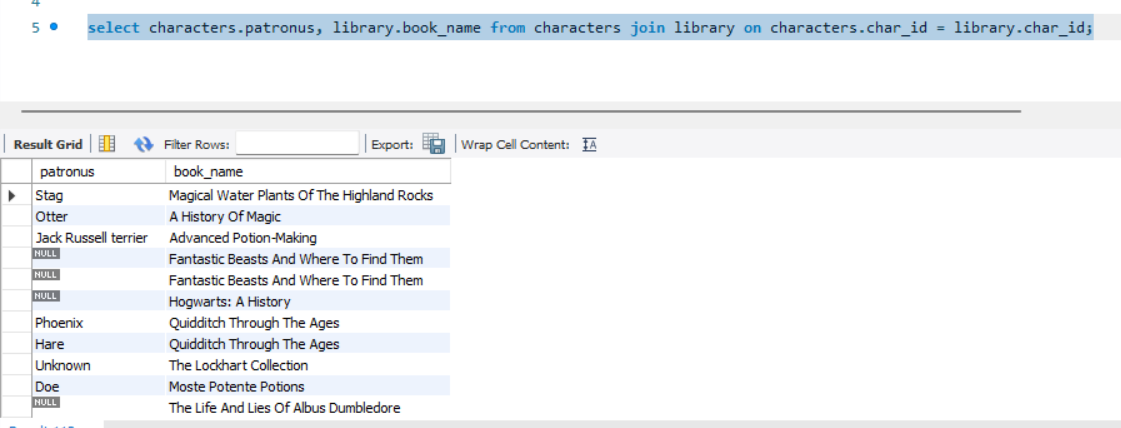 4
5 select characters.patronus, library.book_name from characters join library on characters.char_id = library.char_id;
Result Grid Filter Rows: Export: Wrap Cell Content: IA
patronus book_name
Stag Magical Water Plants Of The Highland Rocks
Otter A History Of Magic
Jack Russell terrier Advanced Potion-Making
NULL Fantastic Beasts And Where To Find Them
NULL Fantastic Beasts And Where To Find Them
NULL Hogwarts: A History
Phoenix Quidditch Through The Ages
Hare Quidditch Through The Ages
Unknown The Lockhart Collection
Doe Moste Potente Potions
NULL The Life And Lies Of Albus Dumbledore